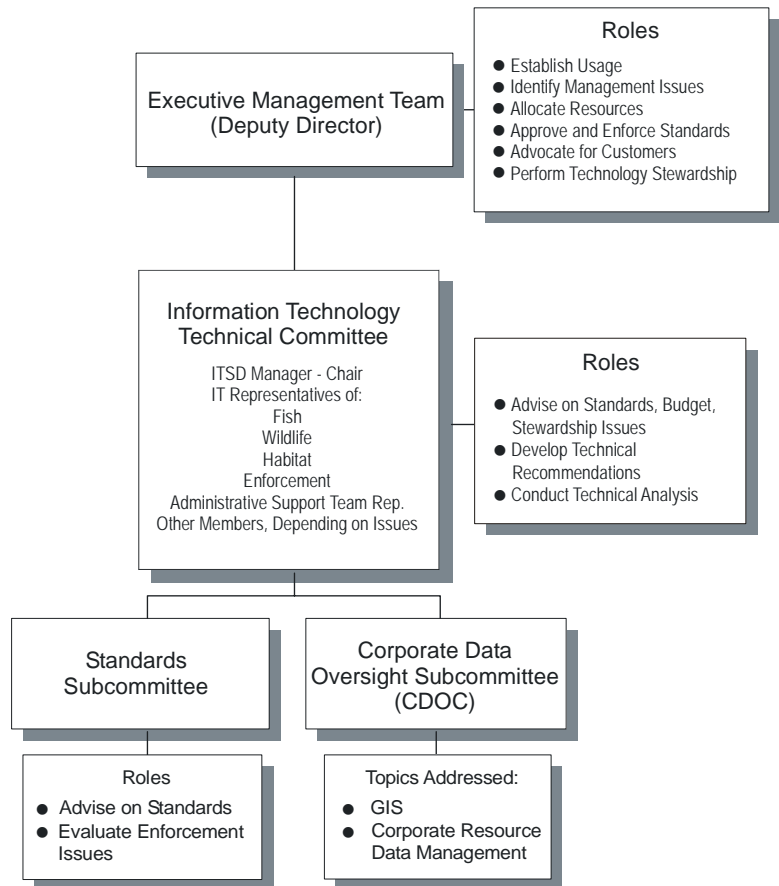 Executive Management Team
(Deputy Director)
Roles
● Establish Usage
● Identify Management Issues
● Allocate Resources
● Approve and Enforce Standards
● Advocate for Customers
● Perform Technology Stewardship
Information Technology
Technical Committee
ITSD Manager - Chair
IT Representatives of:
Fish
Wildlife
Habitat
Enforcement
Administrative Support Team Rep.
Other Members, Depending on Issues
Roles
● Advise on Standards, Budget,
Stewardship Issues
● Develop Technical
Recommendations
● Conduct Technical Analysis
Standards
Subcommittee
Corporate Data
Oversight Subcommittee
(CDOC)
Roles
● Advise on Standards
● Evaluate Enforcement
Issues
Topics Addressed:
● GIS
● Corporate Resource
Data Management